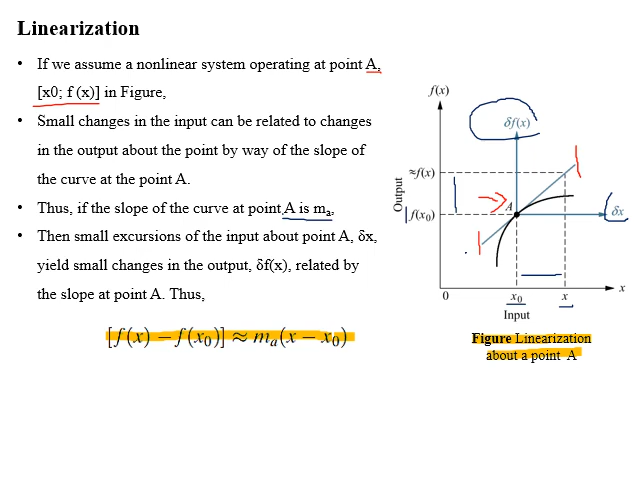 Linearization
• If we assume a nonlinear system operating at point A,
[x0; f (x)] in Figure,
• Small changes in the input can be related to changes
in the output about the point by way of the slope of
the curve at the point A.
• Thus, if the slope of the curve at point A is mₐ,
• Then small excursions of the input about point A, δx,
yield small changes in the output, δf(x), related by
the slope at point A. Thus,
[f(x) − f(x₀)] ≈ mₐ(x − x₀)
f(x)
δf(x)
≈f(x)
A
Output
f(x₀)
δx
x
0
x₀
x
Input
Figure Linearization
about a point A